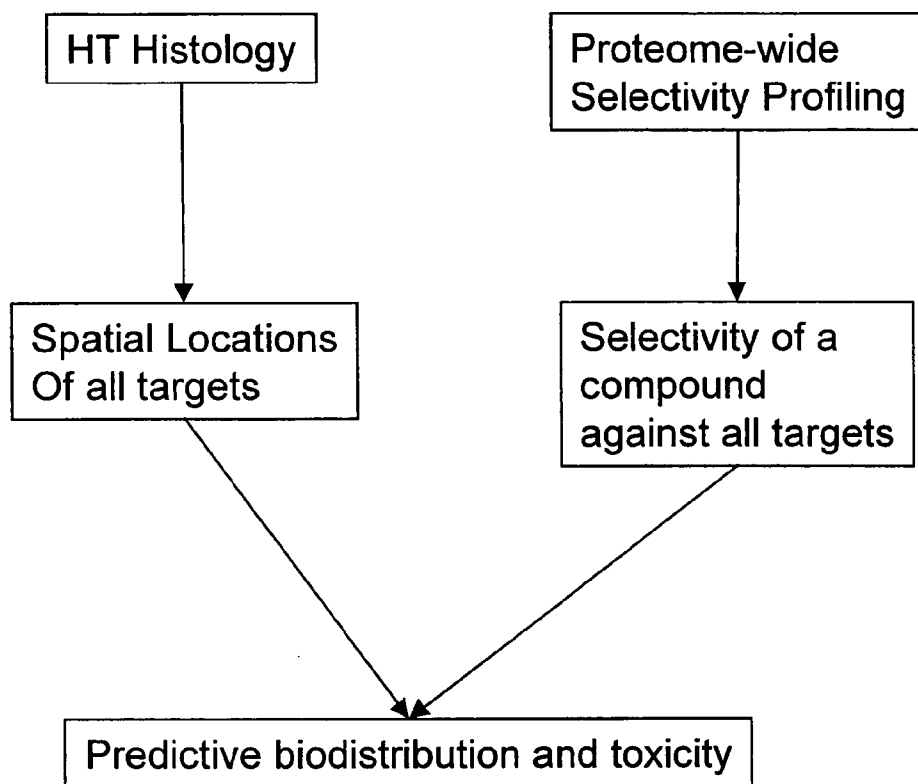 HT Histology
Proteome-wide
Selectivity Profiling
Spatial Locations
Of all targets
Selectivity of a
compound
against all targets
Predictive biodistribution and toxicity